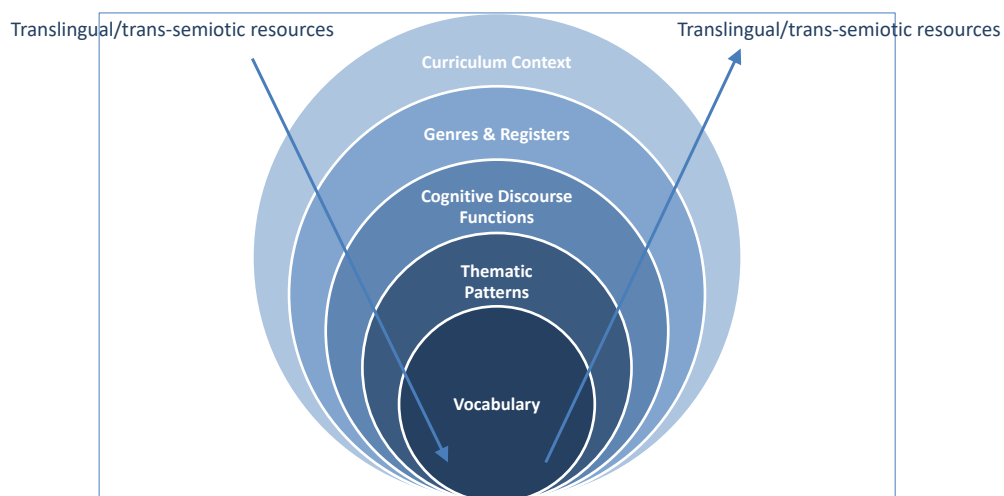 Translingual/trans-semiotic resources
Translingual/trans-semiotic resources
Curriculum Context
Genres & Registers
Cognitive Discourse
Functions
Thematic
Patterns
Vocabulary